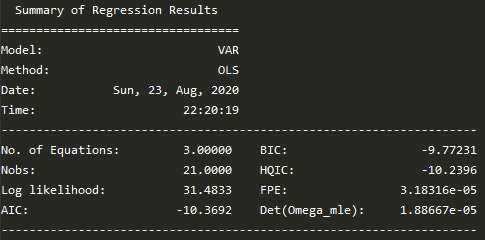 Summary of Regression Results
==================================
Model: VAR
Method: OLS
Date: Sun, 23, Aug, 2020
Time: 22:20:19
--------------------------------------------------------------------
No. of Equations: 3.00000 BIC: -9.77231
Nobs: 21.0000 HQIC: -10.2396
Log likelihood: 31.4833 FPE: 3.18316e-05
AIC: -10.3692 Det(Omega_mle): 1.88667e-05
--------------------------------------------------------------------